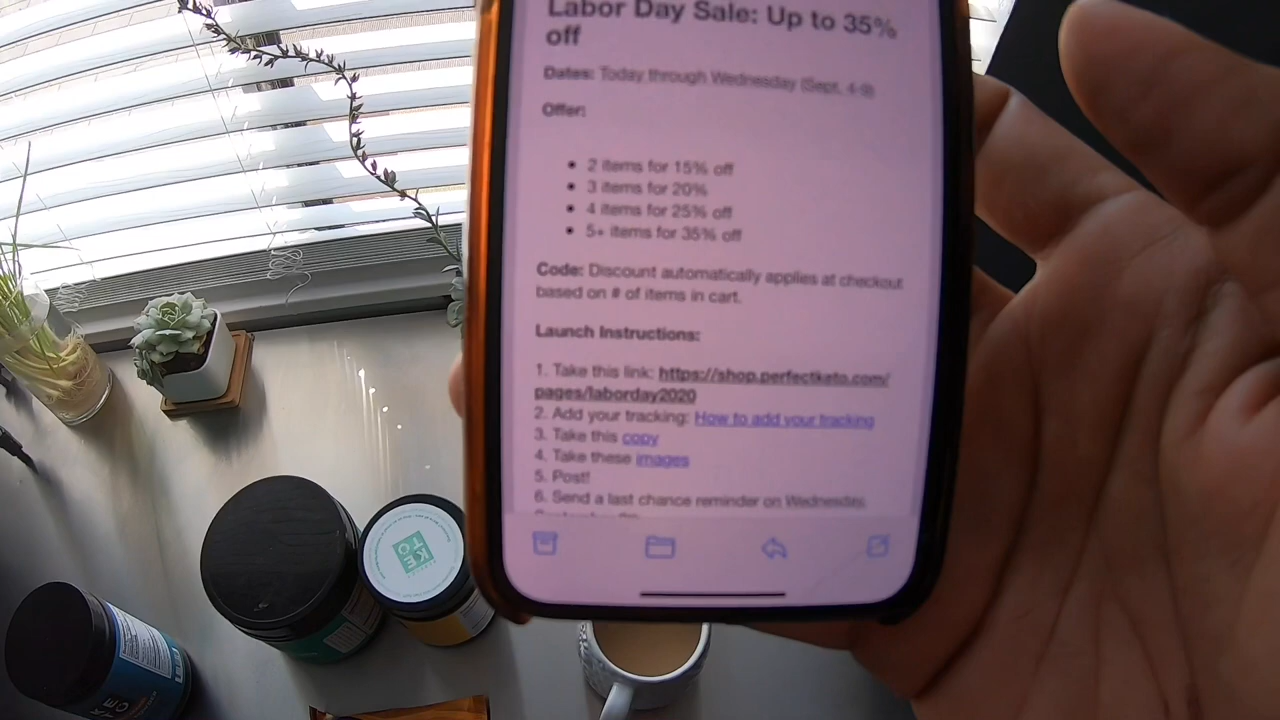 Labor Day Sale: Up to 35%
off
Dates: Today through Wednesday (Sept. 4-9)
Offer:
• 2 items for 15% off
• 3 items for 20%
• 4 items for 25% off
• 5+ items for 35% off
Code: Discount automatically applies at checkout
based on # of items in cart.
Launch Instructions:
1. Take this link: https://shop.perfectketo.com/
pages/laborday2020
2. Add your tracking: How to add your tracking
3. Take this copy
4. Take these images
5. Post!
6. Send a last chance reminder on Wednesday,
KE
TO
KE
TO